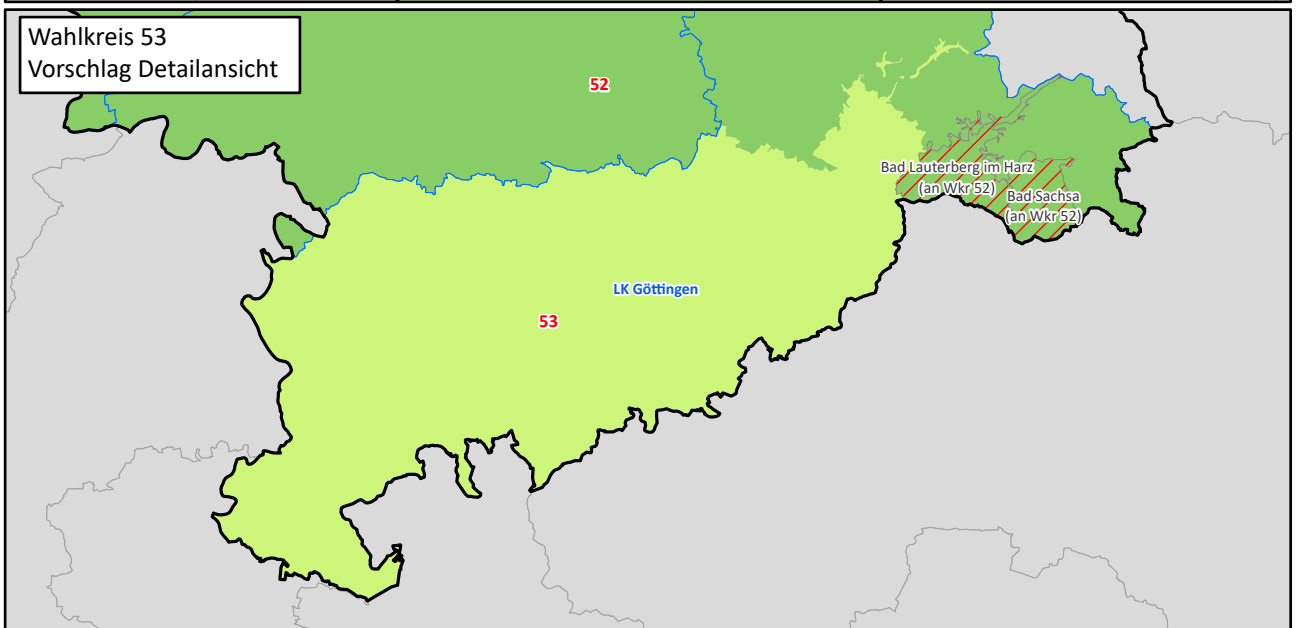 Wahlkreis 53
Vorschlag Detailansicht
52
Bad Lauterberg im Harz
(an Wkr 52)
Bad Sachsa
(an Wkr 52)
LK Göttingen
53